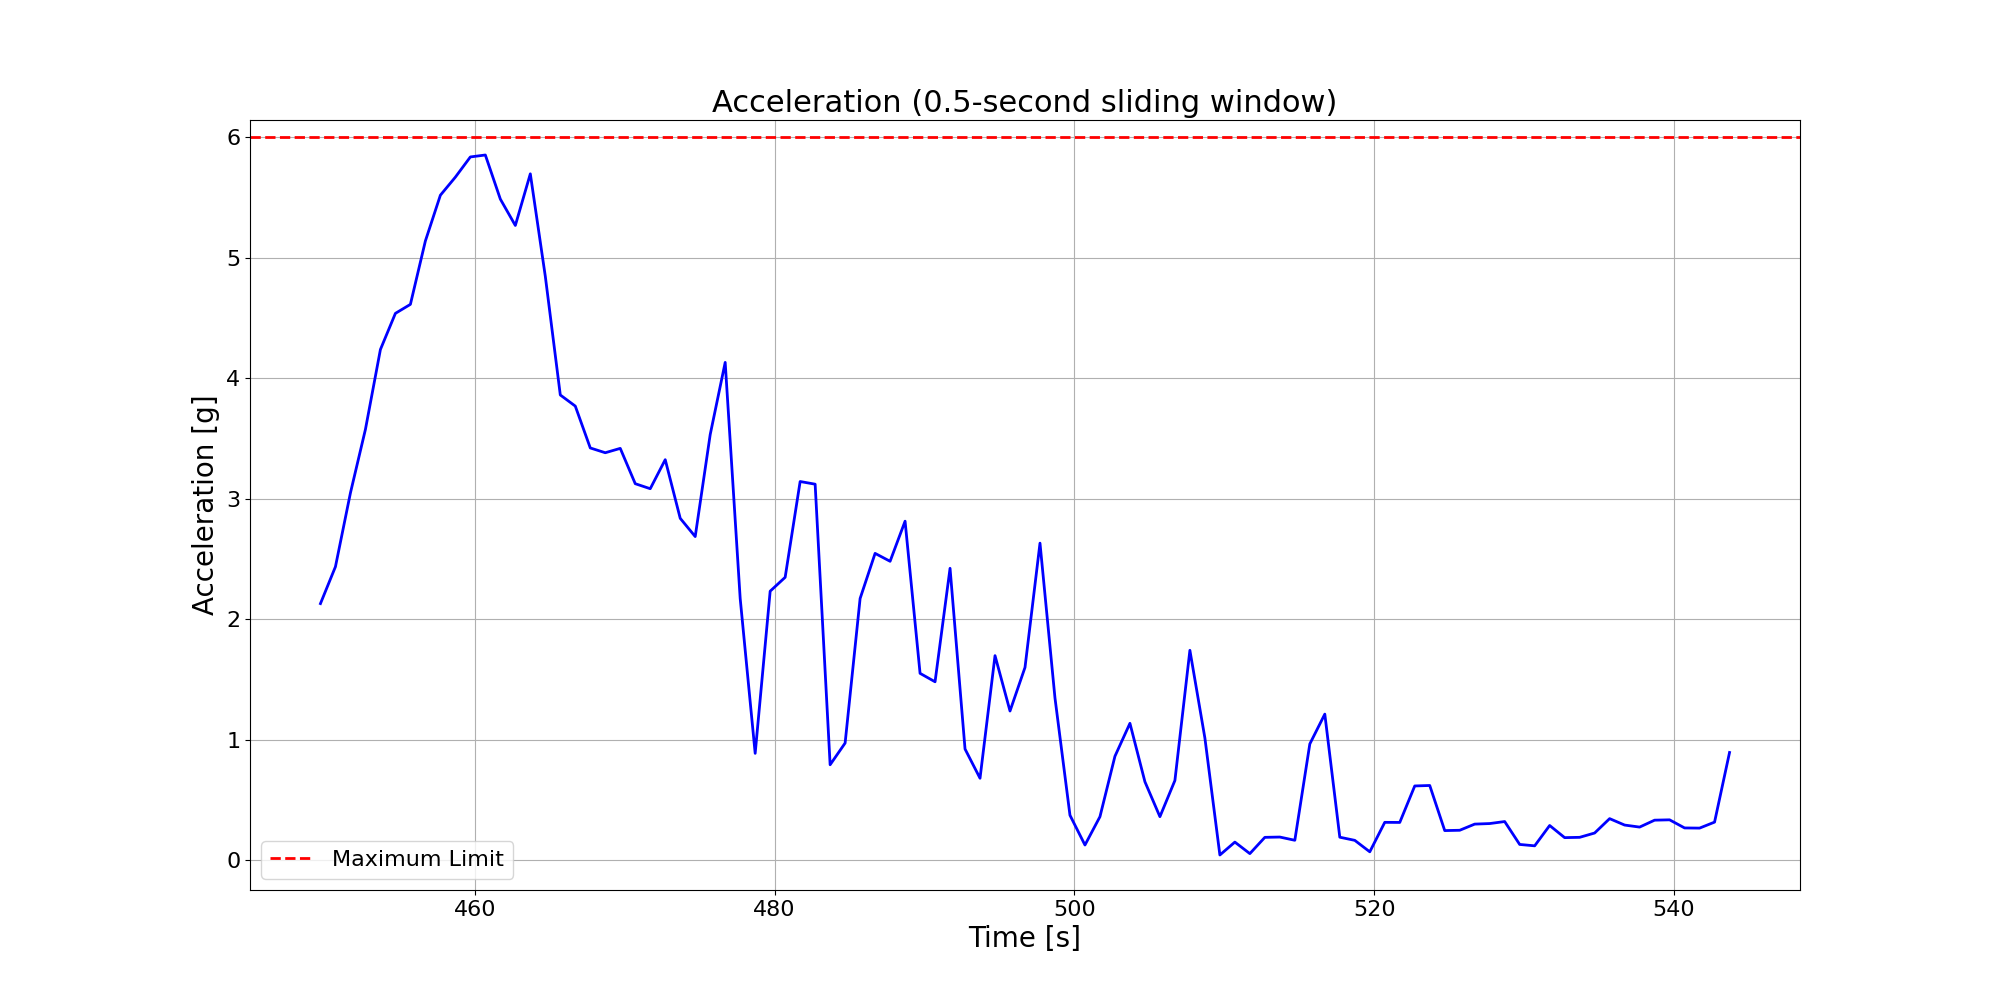 Acceleration (0.5-second sliding window)
Acceleration [g]
6
5
4
3
2
1
0
Maximum Limit
460 480 500 520 540
Time [s]